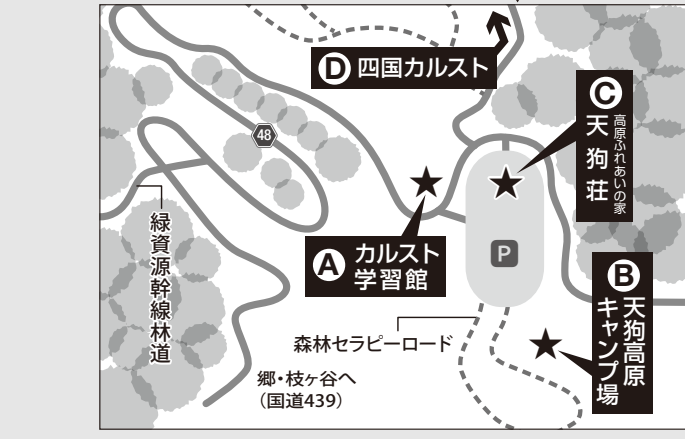 D 四国カルスト
C 高原ふれあいの家
天狗荘
48
A カルスト
学習館
P
B 天狗高原
キャンプ場
緑資源幹線林道
森林セラピーロード
郷・枝ヶ谷へ
（国道439）